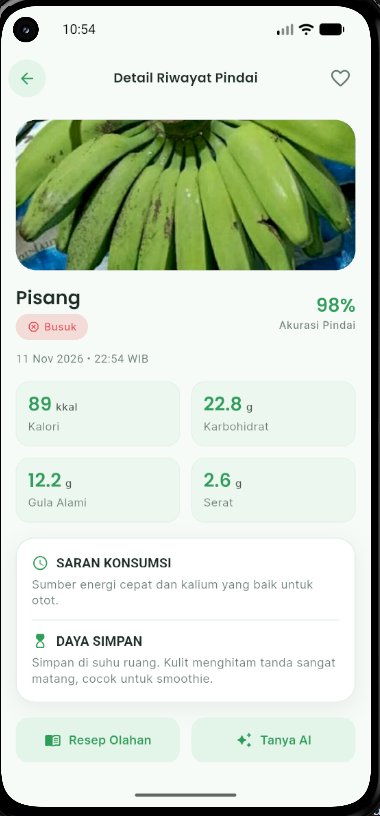 10:54
Detail Riwayat Pindai
Pisang
98%
Busuk
Akurasi Pindai
11 Nov 2026 • 22:54 WIB
89 kkal
Kalori
22.8 g
Karbohidrat
12.2 g
Gula Alami
2.6 g
Serat
SARAN KONSUMSI
Sumber energi cepat dan kalium yang baik untuk
otot.
DAYA SIMPAN
Simpan di suhu ruang. Kulit menghitam tanda sangat
matang, cocok untuk smoothie.
Resep Olahan
Tanya AI